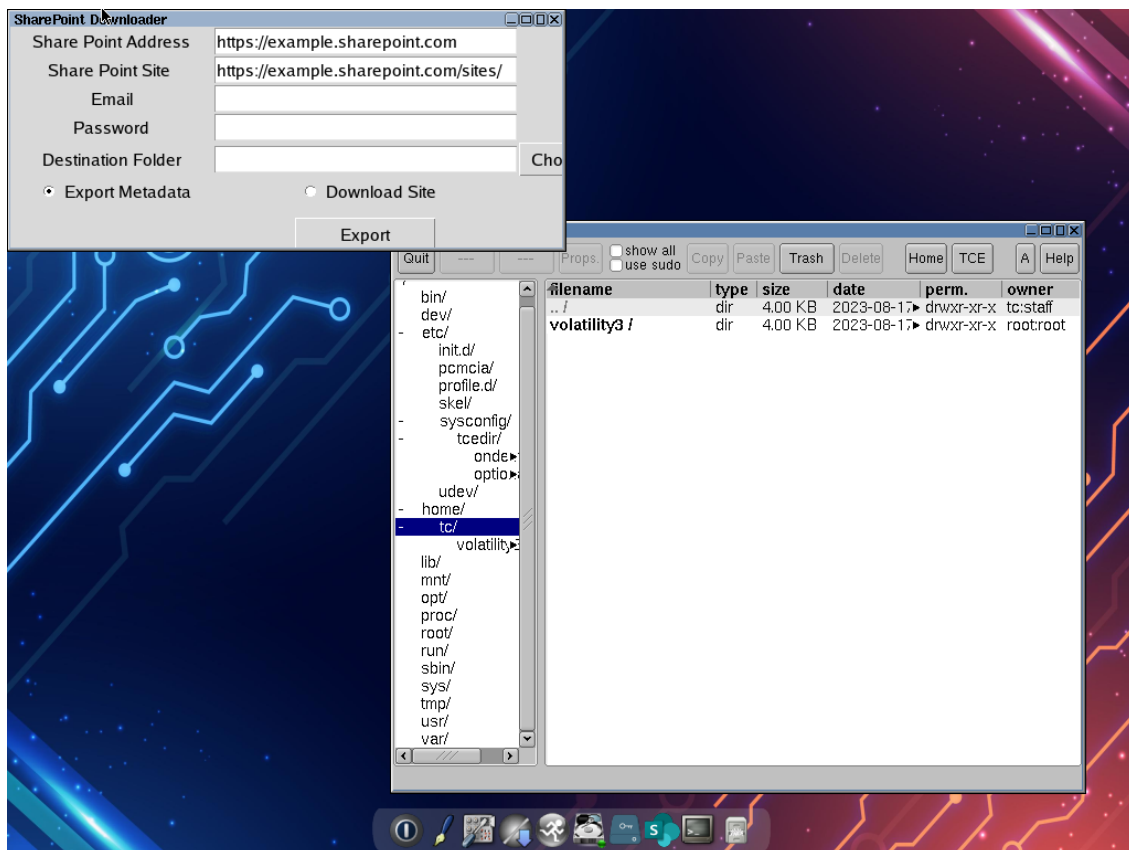 SharePoint Downloader
Share Point Address
https://example.sharepoint.com
Share Point Site
https://example.sharepoint.com/sites/
Email
Password
Destination Folder
Cho
Export Metadata
Download Site
Export
Quit
---
---
Props.
show all
use sudo
Copy
Paste
Trash
Delete
Home
TCE
A
Help
/
bin/
dev/
- etc/
init.d/
pcmcia/
profile.d/
skel/
- sysconfig/
- tcedir/
onde
optio
udev/
- home/
- tc/
volatility3
lib/
mnt/
opt/
proc/
root/
run/
sbin/
sys/
tmp/
usr/
var/
filename type size date perm. owner
.. / dir 4.00 KB 2023-08-17 drwxr-xr-x tc:staff
volatility3 / dir 4.00 KB 2023-08-17 drwxr-xr-x root:root
S